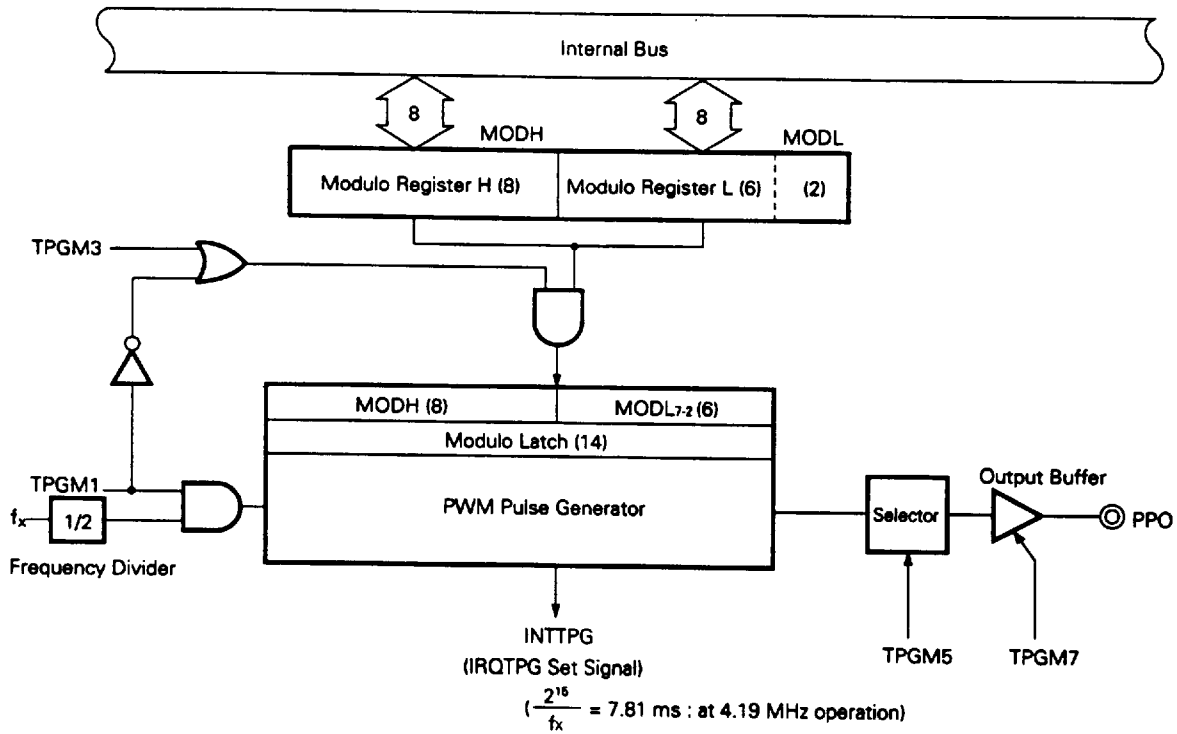 Internal Bus
8
8
MODH
MODL
Modulo Register H (8)
Modulo Register L (6)
(2)
TPGM3
MODH (8)
MODL7-2 (6)
Modulo Latch (14)
TPGM1
fx
1/2
Frequency Divider
PWM Pulse Generator
Selector
Output Buffer
PPO
INTTPG
(IRQTPG Set Signal)
TPGM5
TPGM7
(2¹⁵/fx = 7.81 ms : at 4.19 MHz operation)